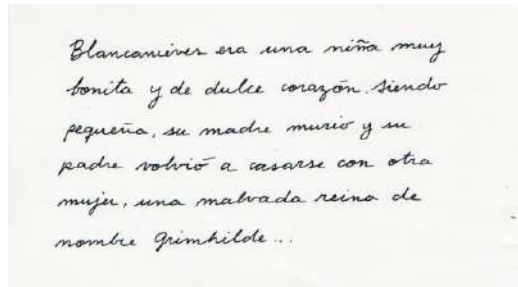 Blancanieves era una niña muy
bonita y de dulce corazón. Siendo
pequeña, su madre murió y su
padre volvió a casarse con otra
mujer, una malvada reina de
nombre Grimhilde...